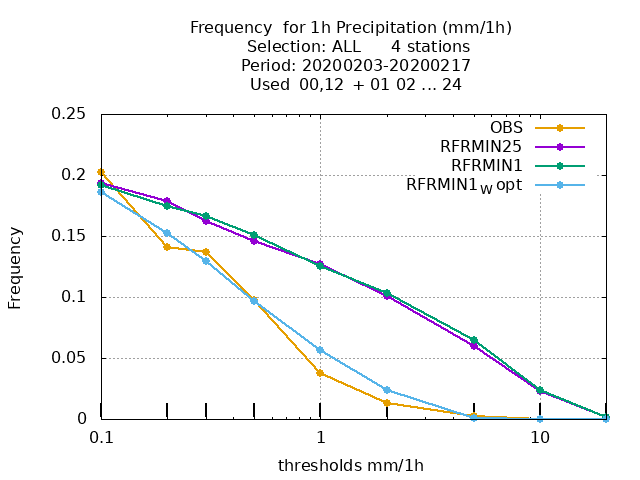 Frequency  for 1h Precipitation (mm/1h)
Selection: ALL      4 stations
Period: 20200203-20200217
Used  00,12  + 01 02 ... 24
OBS
RFRMIN25
RFRMIN1
RFRMIN1W opt
Frequency
0.25
0.2
0.15
0.1
0.05
0
0.1 1 10
thresholds mm/1h